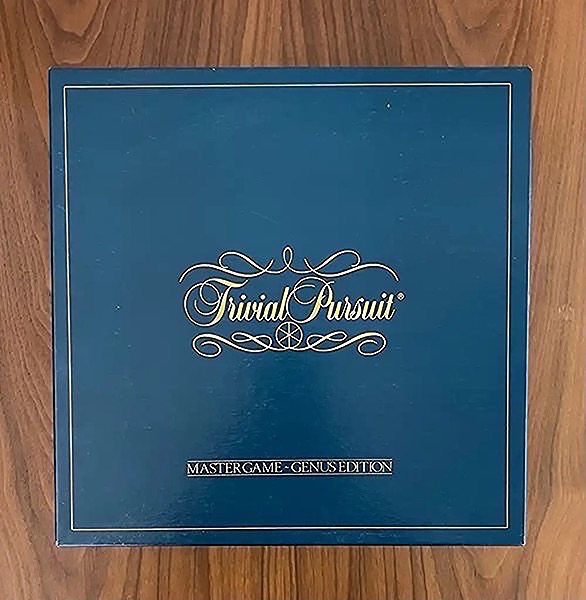 Trivial Pursuit®
MASTER GAME - GENUS EDITION